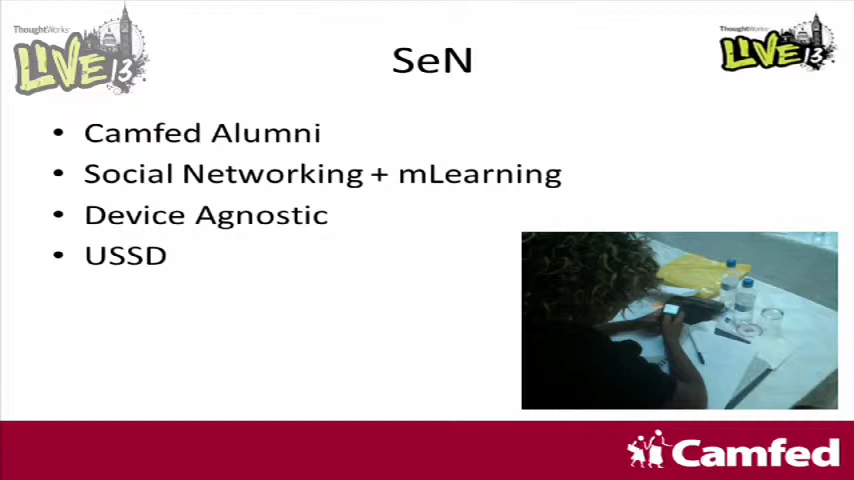 ThoughtWorks
LIVE 13
ThoughtWorks
LIVE 13
SeN
• Camfed Alumni
• Social Networking + mLearning
• Device Agnostic
• USSD
Camfed